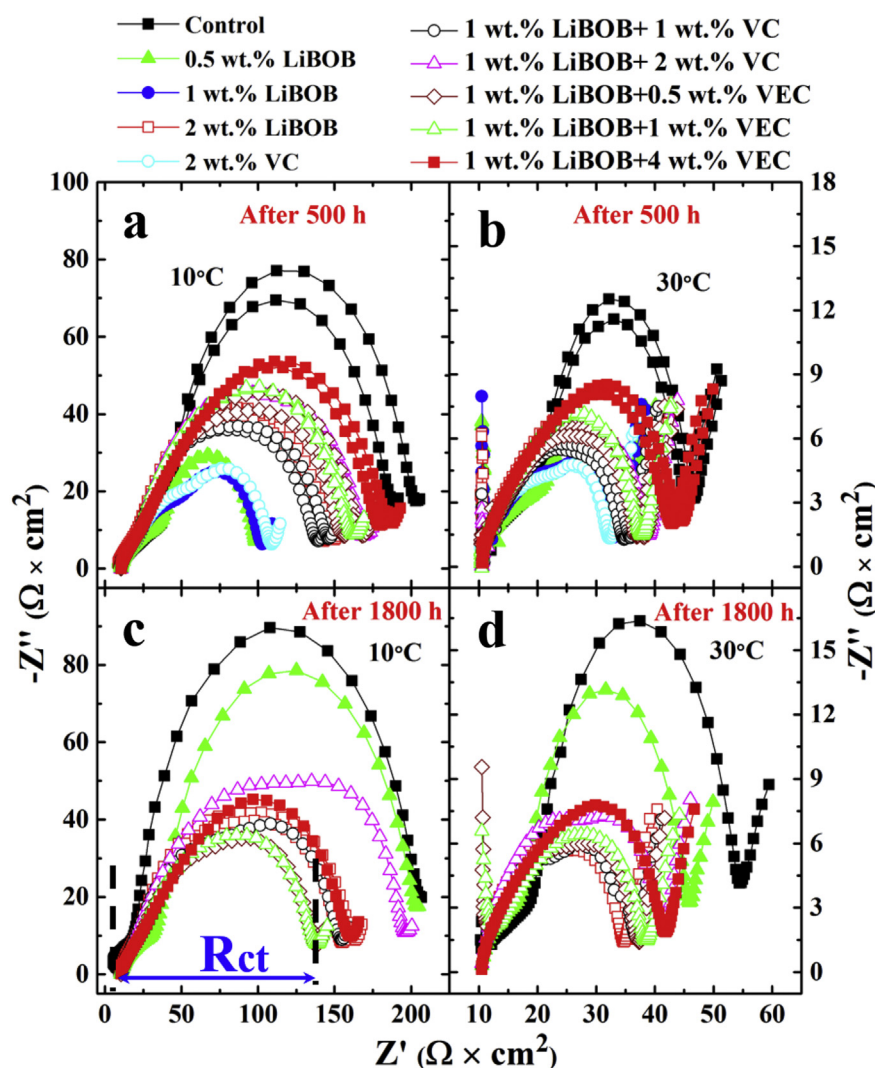 Control
0.5 wt.% LiBOB
1 wt.% LiBOB
2 wt.% LiBOB
2 wt.% VC
1 wt.% LiBOB+ 1 wt.% VC
1 wt.% LiBOB+ 2 wt.% VC
1 wt.% LiBOB+0.5 wt.% VEC
1 wt.% LiBOB+1 wt.% VEC
1 wt.% LiBOB+4 wt.% VEC
100
80
60
40
20
0
a
After 500 h
10°C
b
After 500 h
30°C
18
15
12
9
6
3
0
80
60
40
20
0
c
After 1800 h
10°C
Rct
d
After 1800 h
30°C
15
12
9
6
3
0
0 50 100 150 200
10 20 30 40 50 60
-Z'' (Ω × cm²)
-Z'' (Ω × cm²)
Z' (Ω × cm²)